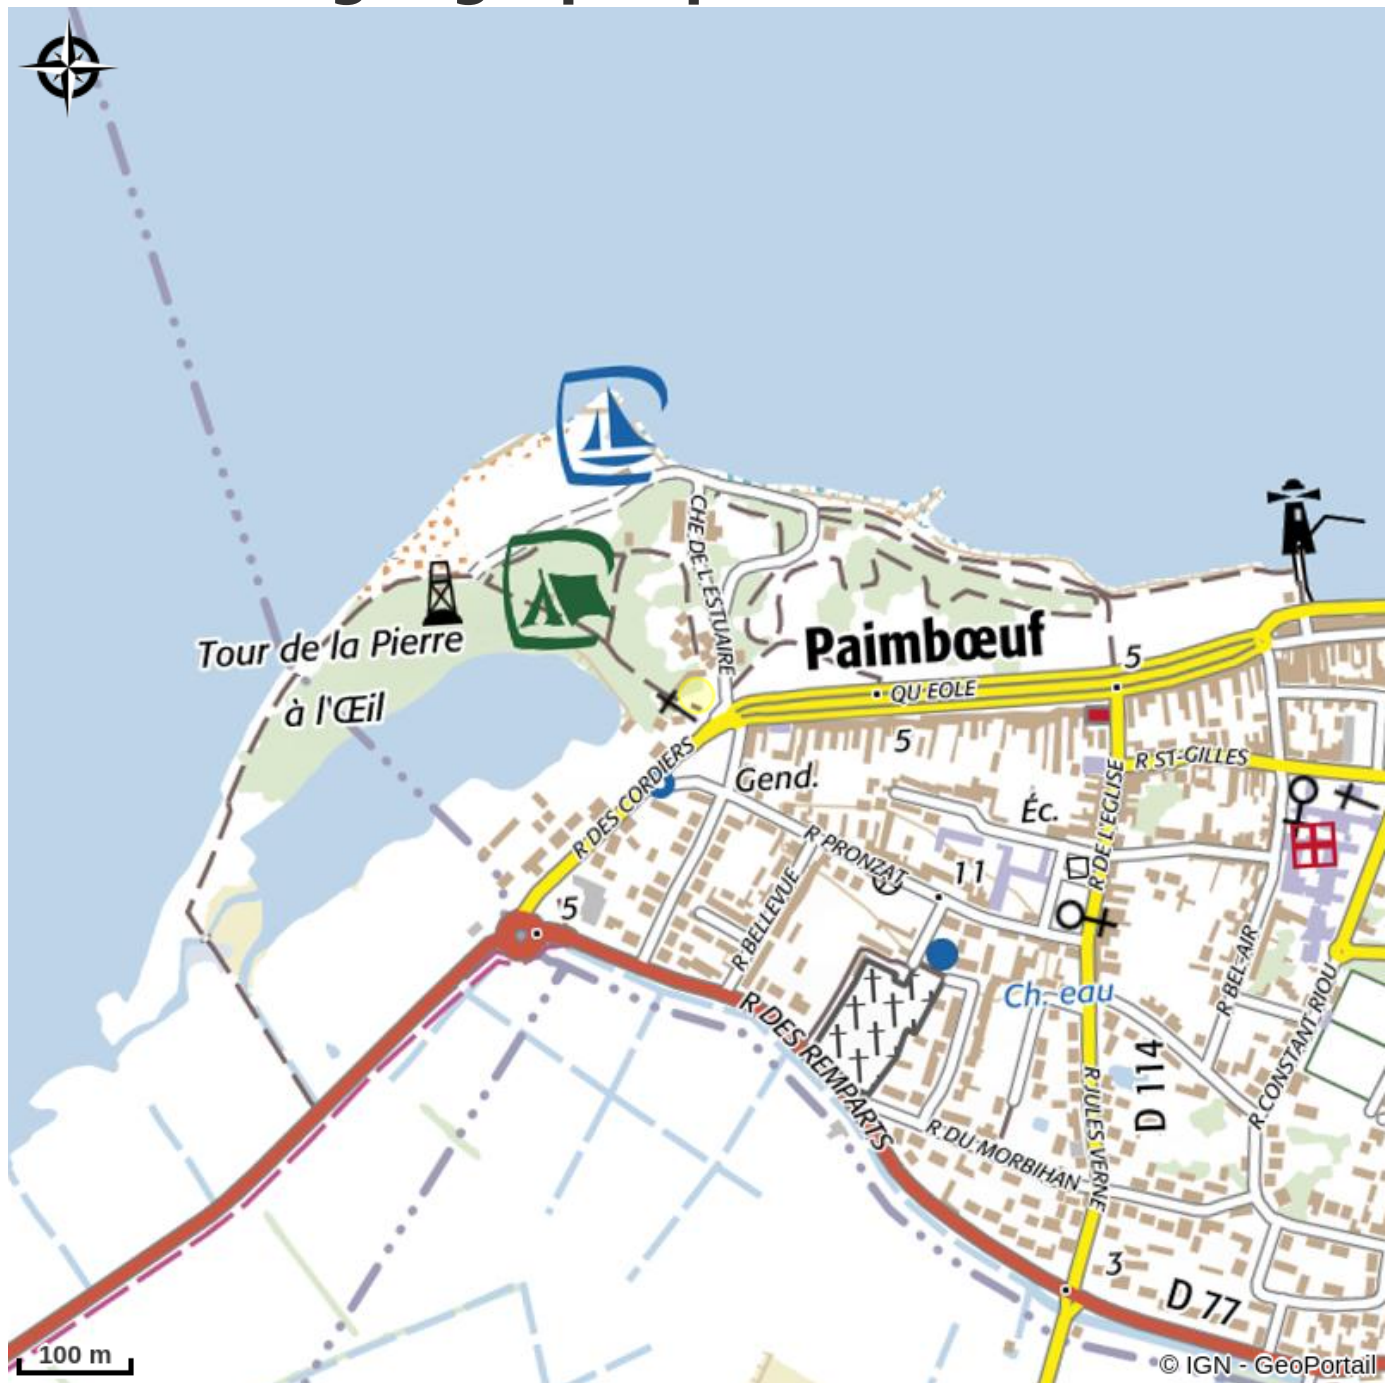 Tour de la Pierre
à l'Œil
CHE DE L'ESTUAIRE
Paimbœuf
5
QU EOLE
5
R ST-GILLES
R DES CORDIERS
Gend.
Éc.
R DE L'EGLISE
R PRONZAT
11
5
R BELLEVUE
R BEL-AIR
Ch. eau
R CONSTANT RIOU
R DES REMPARTS
D 114
R JULES VERNE
R DU MORBIHAN
3
D 77
100 m
© IGN - GeoPortail